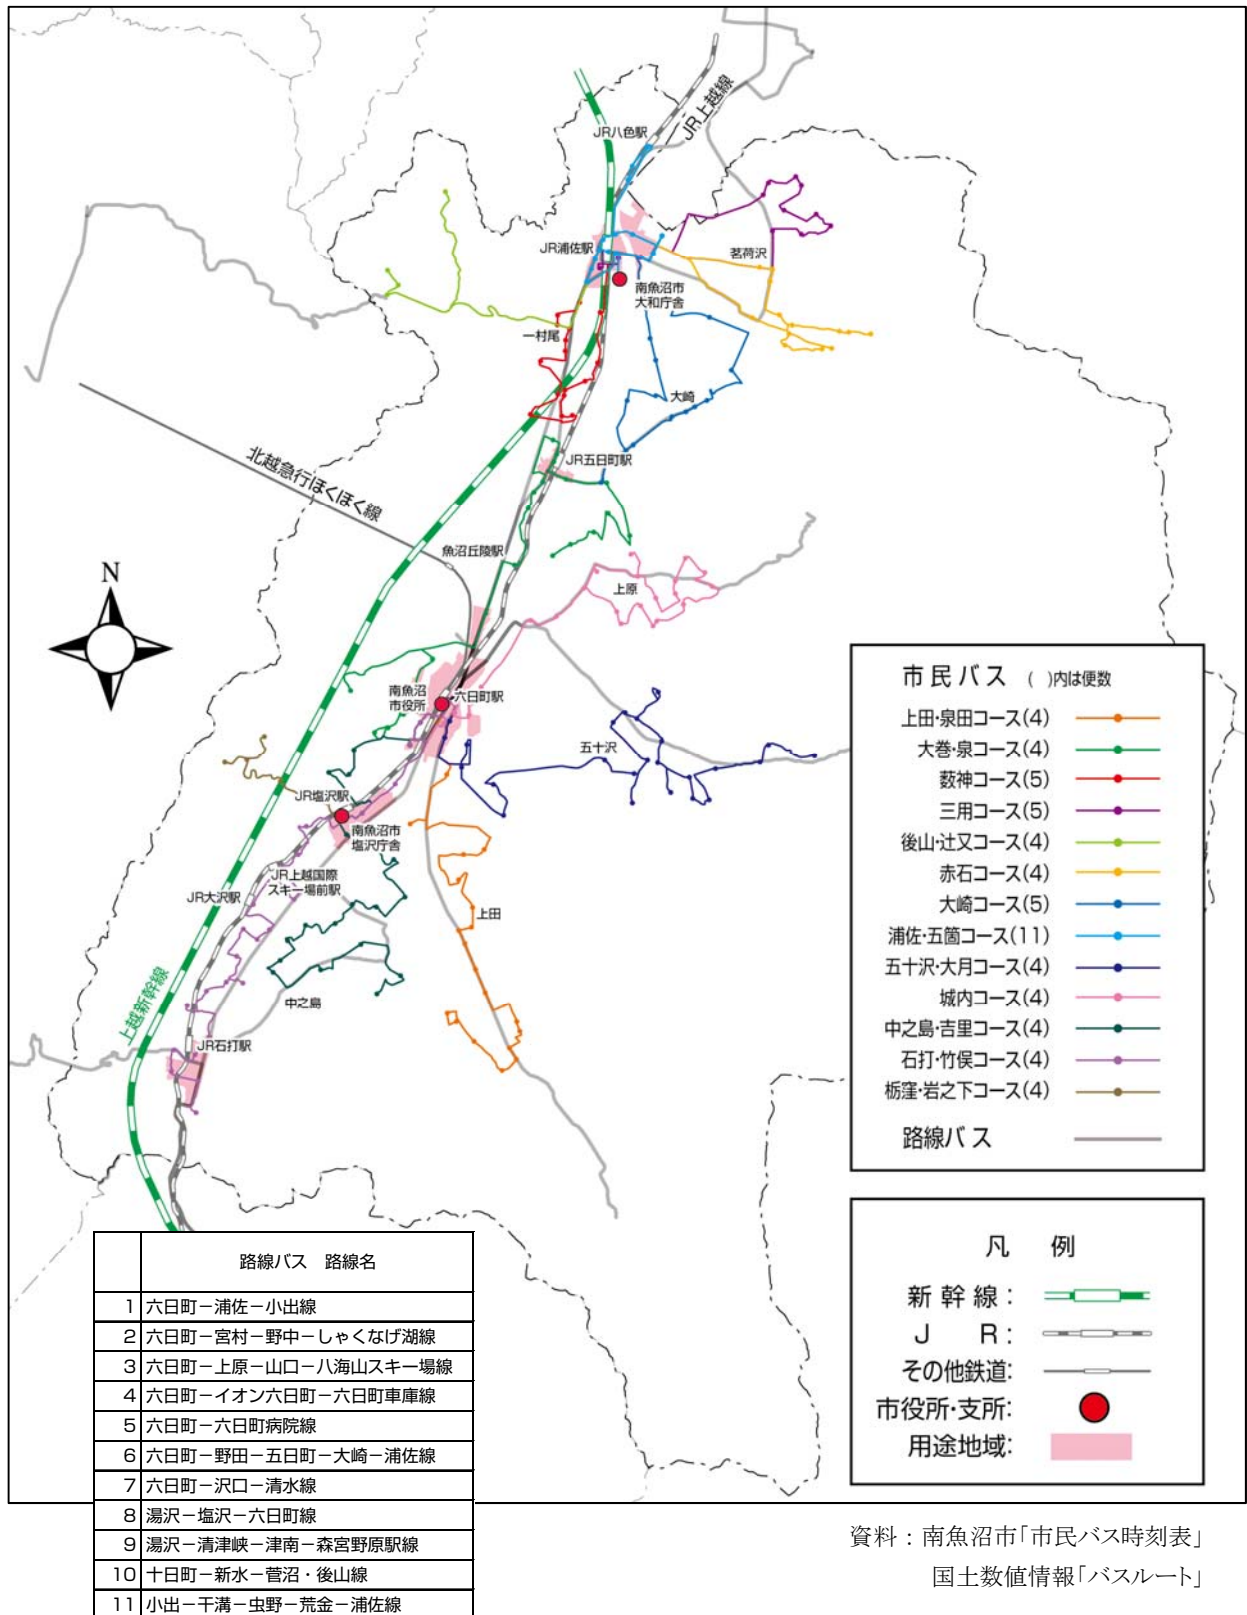 JR上越線
JR八色駅
JR浦佐駅
茗荷沢
南魚沼市
大和庁舎
一村尾
大崎
JR五日町駅
北越急行ほくほく線
魚沼丘陵駅
上原
N
南魚沼
市役所
六日町駅
五十沢
JR塩沢駅
南魚沼市
塩沢庁舎
JR上越国際
スキー場前駅
JR大沢駅
上田
中之島
上越新幹線
JR石打駅
市民バス ( )内は便数
上田・泉田コース(4)
大巻・泉コース(4)
薮神コース(5)
三用コース(5)
後山・辻又コース(4)
赤石コース(4)
大崎コース(5)
浦佐・五箇コース(11)
五十沢・大月コース(4)
城内コース(4)
中之島・吉里コース(4)
石打・竹俣コース(4)
栃窪・岩之下コース(4)
路線バス
凡 例
新幹線:
J R:
その他鉄道:
市役所・支所:
用途地域:
路線バス 路線名
1 六日町－浦佐－小出線
2 六日町－宮村－野中－しゃくなげ湖線
3 六日町－上原－山口－八海山スキー場線
4 六日町－イオン六日町－六日町車庫線
5 六日町－六日町病院線
6 六日町－野田－五日町－大崎－浦佐線
7 六日町－沢口－清水線
8 湯沢－塩沢－六日町線
9 湯沢－清津峡－津南－森宮野原駅線
10 十日町－新水－菅沼・後山線
11 小出－干溝－虫野－荒金－浦佐線
資料：南魚沼市「市民バス時刻表」
国土数値情報「バスルート」